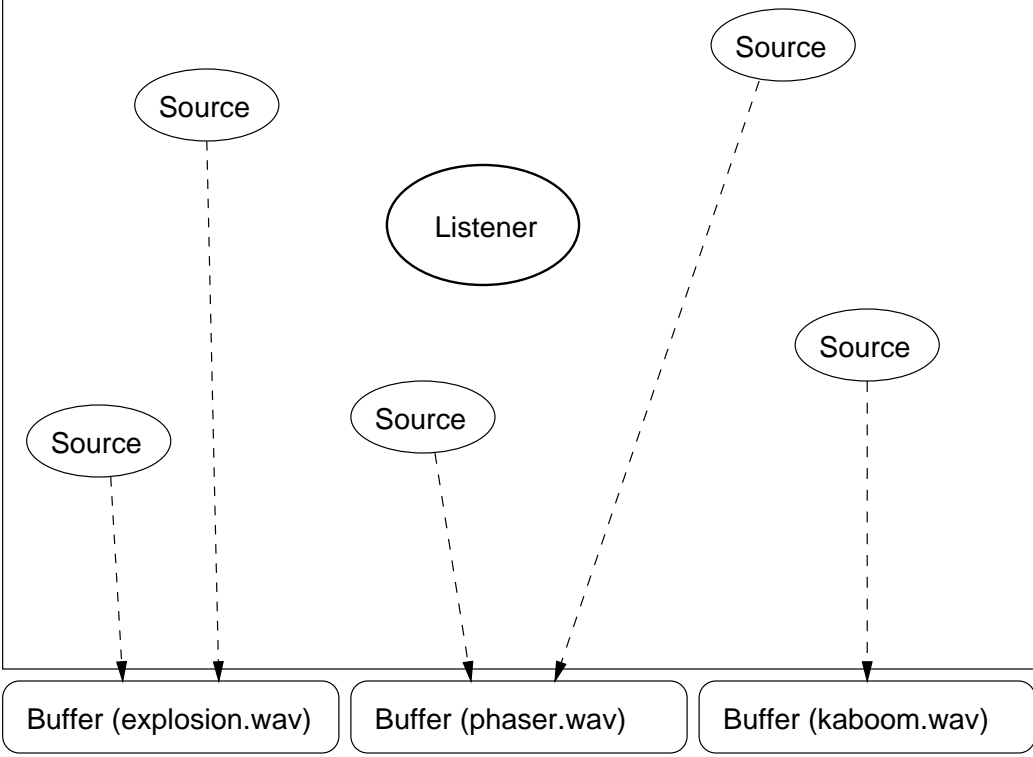 Source
Source
Listener
Source
Source
Source
Buffer (explosion.wav)
Buffer (phaser.wav)
Buffer (kaboom.wav)